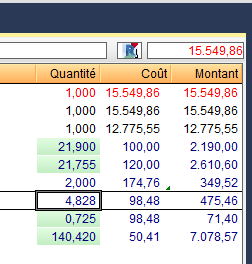 15.549,86
Quantité Coût Montant
1,000 15.549,86 15.549,86
1,000 15.549,86 15.549,86
1,000 12.775,55 12.775,55
21,900 100,00 2.190,00
21,755 120,00 2.610,60
2,000 174,76 349,52
4,828 98,48 475,46
0,725 98,48 71,40
140,420 50,41 7.078,57